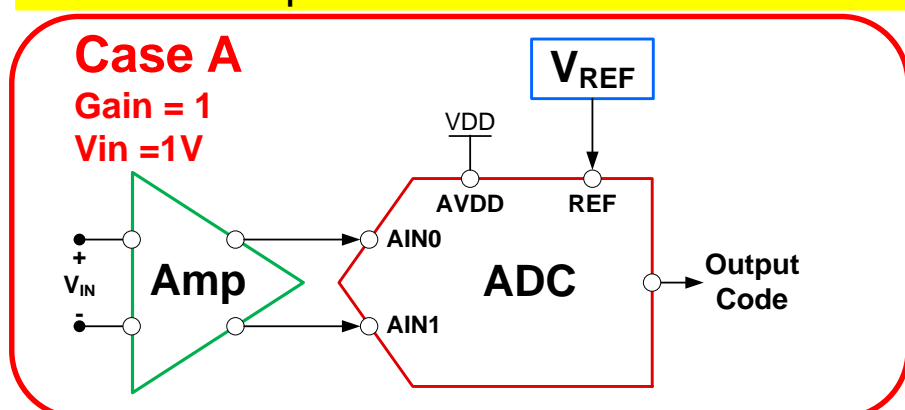 Case A
Gain = 1
Vin =1V
VREF
VDD
AVDD
REF
AIN0
+
VIN
-
Amp
ADC
Output
Code
AIN1